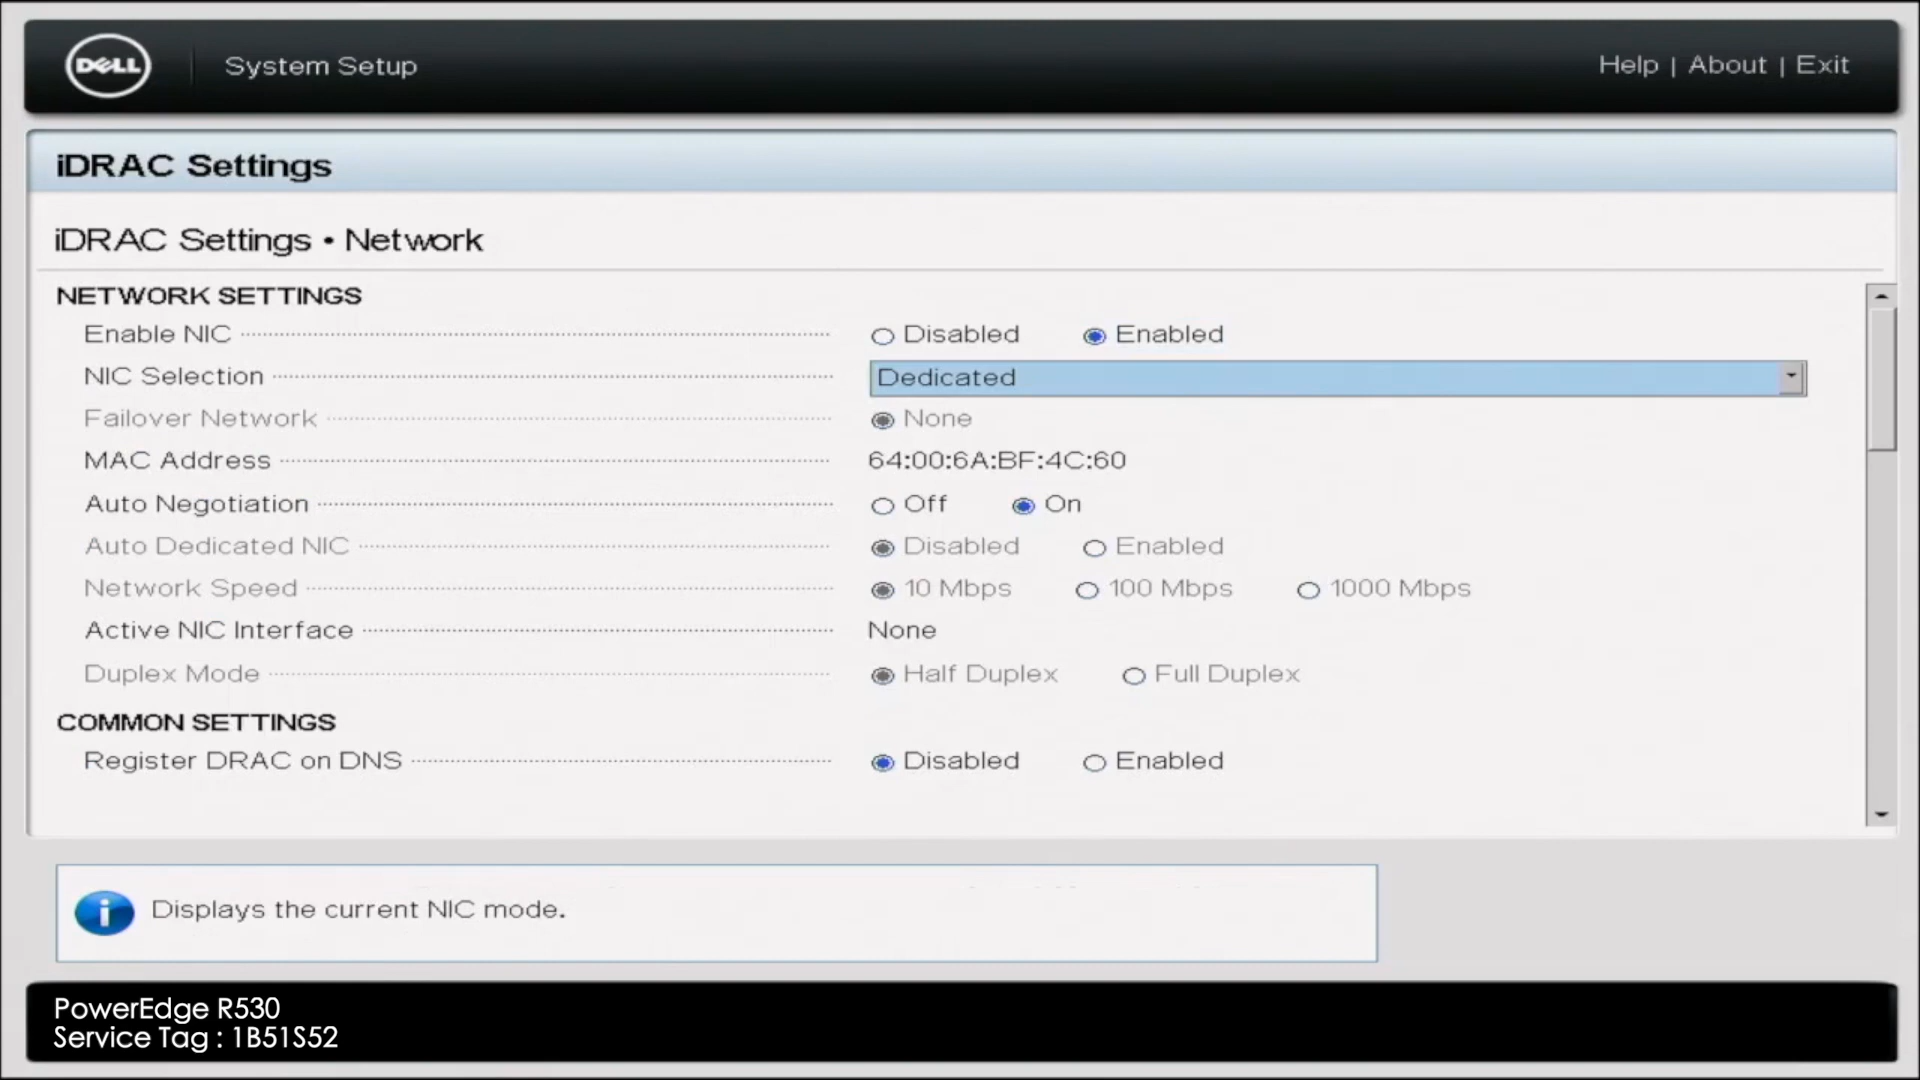 DELL System Setup Help | About | Exit
iDRAC Settings
iDRAC Settings • Network
NETWORK SETTINGS
Enable NIC Disabled Enabled
NIC Selection Dedicated
Failover Network None
MAC Address 64:00:6A:BF:4C:60
Auto Negotiation Off On
Auto Dedicated NIC Disabled Enabled
Network Speed 10 Mbps 100 Mbps 1000 Mbps
Active NIC Interface None
Duplex Mode Half Duplex Full Duplex
COMMON SETTINGS
Register DRAC on DNS Disabled Enabled
i Displays the current NIC mode.
PowerEdge R530
Service Tag : 1B51S52